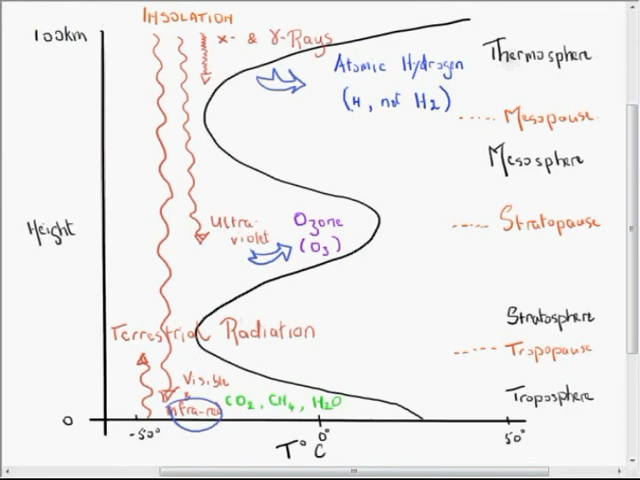 INSOLATION
100km
x- & γ-Rays
Thermosphere
Atomic Hydrogen
(H, not H2)
Mesopause
Mesosphere
Height
Ultra-
violet
Ozone
(O3)
Stratopause
Stratosphere
Terrestrial Radiation
Tropopause
Visible
&
Infra-red
CO2, CH4, H2O
Troposphere
0
-50°
0°
50°
T°C